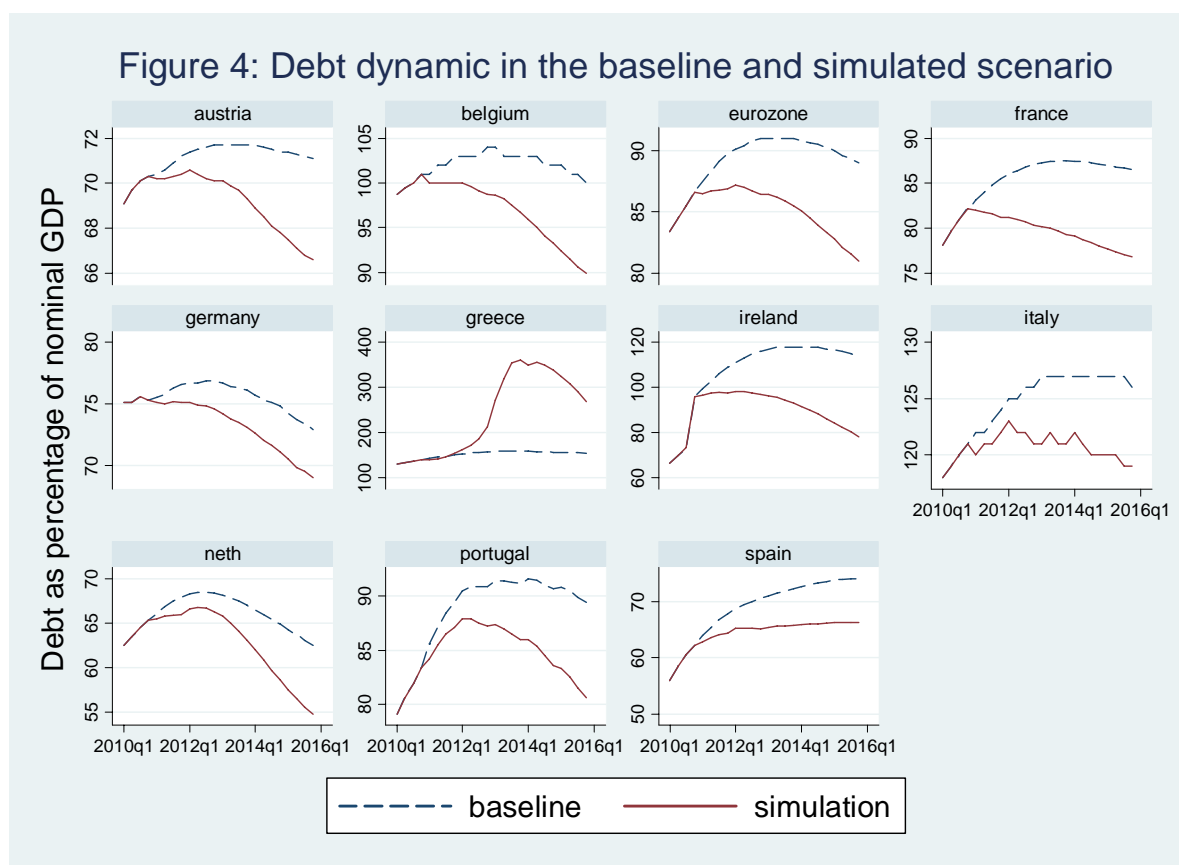 Figure 4: Debt dynamic in the baseline and simulated scenario
Debt as percentage of nominal GDP
austria
72
70
68
66
belgium
105
100
95
90
eurozone
90
85
80
france
90
85
80
75
germany
80
75
70
greece
400
300
200
100
ireland
120
100
80
60
italy
130
125
120
2010q1 2012q1 2014q1 2016q1
neth
70
65
60
55
2010q1 2012q1 2014q1 2016q1
portugal
90
85
80
2010q1 2012q1 2014q1 2016q1
spain
70
60
50
2010q1 2012q1 2014q1 2016q1
baseline simulation